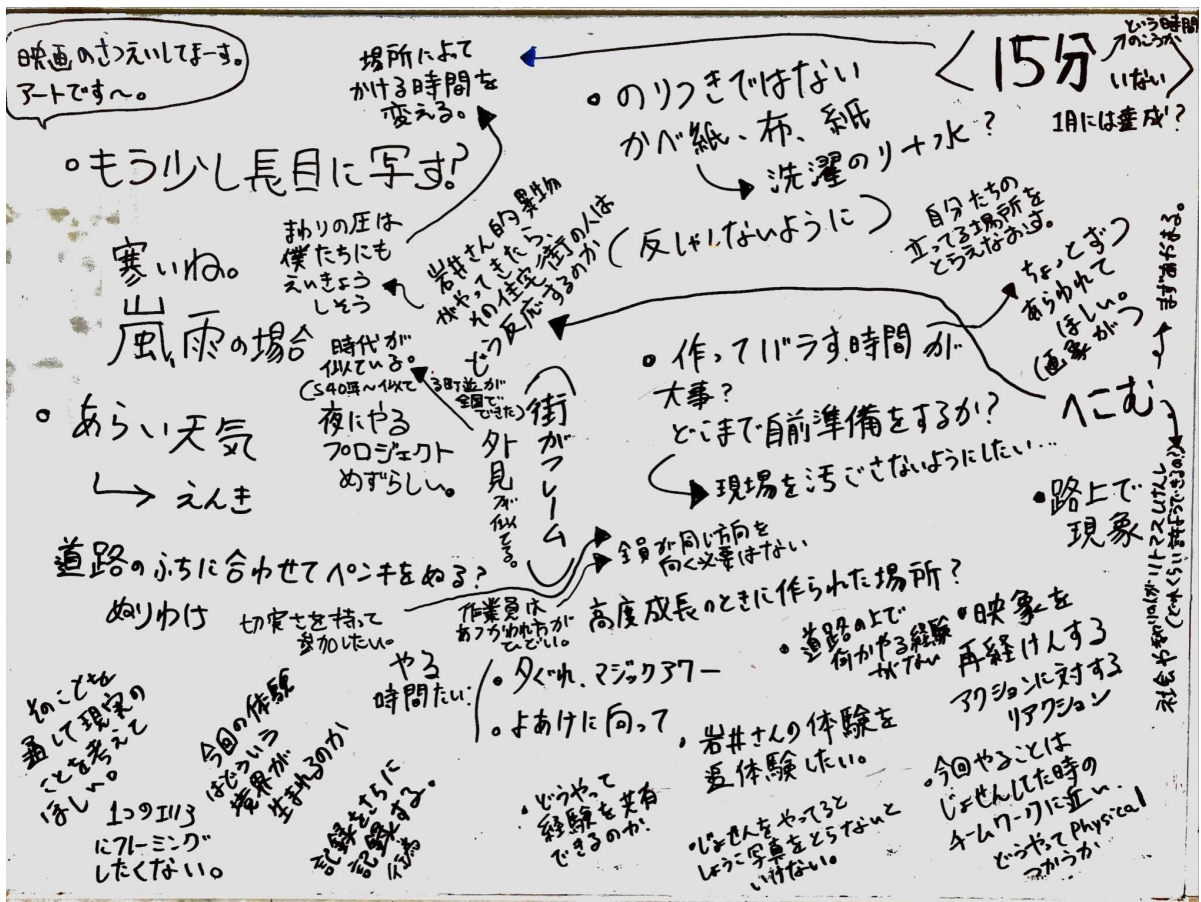 映画のさつえいしてまーす。
アートです〜。
場所によって
かける時間を
変える。
〈15分
という時間
のころが
いない〉
1月には達成?
・のりつきではない
かべ紙、布、紙
洗濯のり+水?
(反しゃしないように)
・もう少し長目に写す?
まわりの圧は
僕たちにも
えいきょう
しそう
岩井さん的異物
がやってきたら、
その住宅街の人は
どう反応するのか
自分たちの
立ってる場所を
とらえなおす。
ちょっとずつ
あらわれて
ほしい。
(画象がつ
寒いね。
嵐、雨の場合
・あらい天気
→えんき
時代が
似ている。
(S40年〜似て
る町並が
全国で
できた)
夜にやる
プロジェクト
めずらしい。
外見が似てる。
(街がフレーム)
・作ってバラす時間が
大事?
どこまで自前準備をするか?
現場を汚ごさないようにしたい…
へこむ
・路上で
現象
全員が同じ方向を
向く必要はない
道路のふちに合わせてペンキをぬる?
ぬりわけ
切実さを持って
参加したい。
作業員は
あつかわれ方が
ひどい。
高度成長のときに作られた場所?
やる
時間たい:
・夕ぐれ、マジックアワー
・よあけに向って
・道路の上で
何かやる経験
がない
・映象を
再経けんする
アクションに対する
リアクション
・岩井さんの体験を
追体験したい。
そのことを
通して現実の
ことを考えて
ほしい。
今回の体験
はどういう
境界が
生まれるのか
1つのエリヤ
にフレーミング
したくない。
記録をさらに
記録する。
行為
・どうやって
経験を共有
できるのか?
・じょせんをやってると
しょうこ写真をとらないと
いけない。
・今回やることは
じょせんしてた時の
チームワークに近い.
どうやってPhysical
つかうか